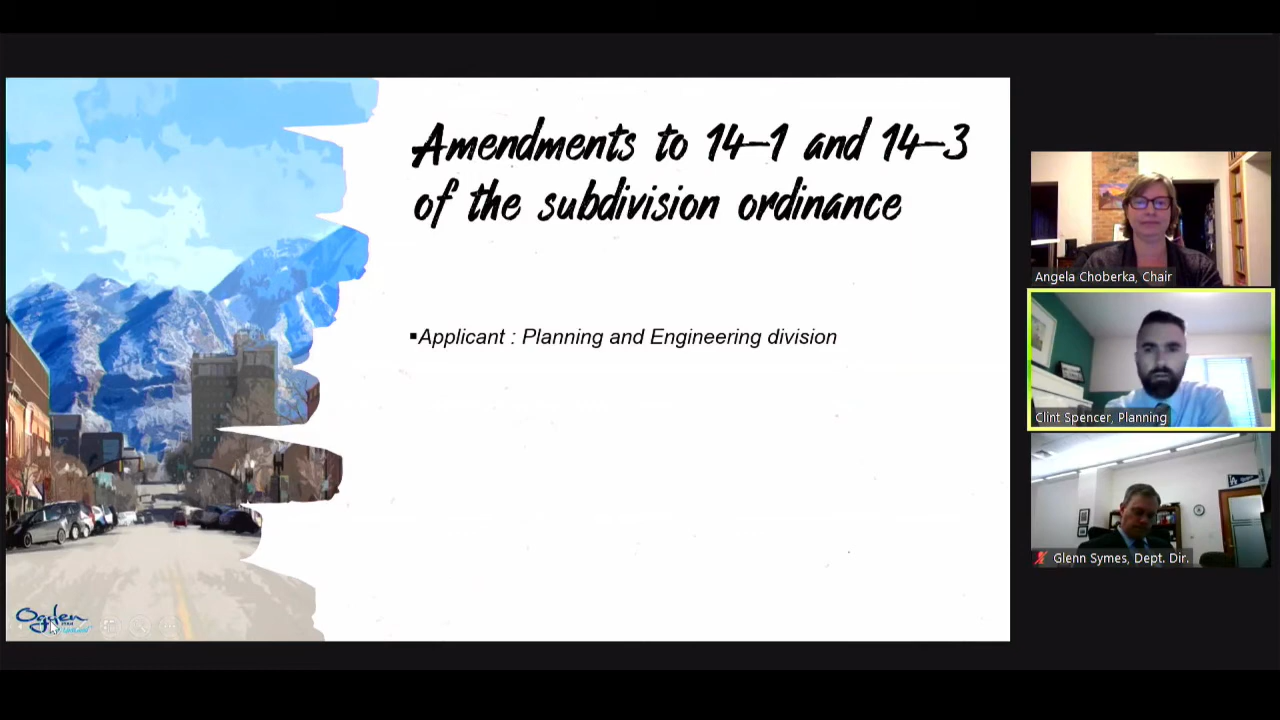 Amendments to 14-1 and 14-3
of the subdivision ordinance
▪Applicant : Planning and Engineering division
Ogden
Angela Choberka, Chair
Clint Spencer, Planning
Glenn Symes, Dept. Dir.